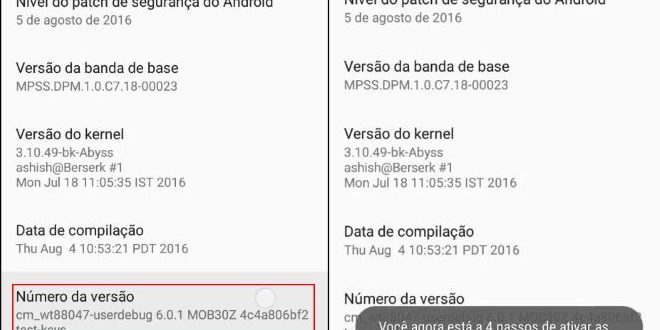 Nível do patch de segurança do Android
5 de agosto de 2016
Versão da banda de base
MPSS.DPM.1.0.C7.18-00023
Versão do kernel
3.10.49-bk-Abyss
ashish@Berserk #1
Mon Jul 18 11:05:35 IST 2016
Data de compilação
Thu Aug 4 10:53:21 PDT 2016
Número da versão
cm_wt88047-userdebug 6.0.1 MOB30Z 4c4a806bf2
test-keys
Nível do patch de segurança do Android
5 de agosto de 2016
Versão da banda de base
MPSS.DPM.1.0.C7.18-00023
Versão do kernel
3.10.49-bk-Abyss
ashish@Berserk #1
Mon Jul 18 11:05:35 IST 2016
Data de compilação
Thu Aug 4 10:53:21 PDT 2016
Número da versão
Você agora está a 4 passos de ativar as